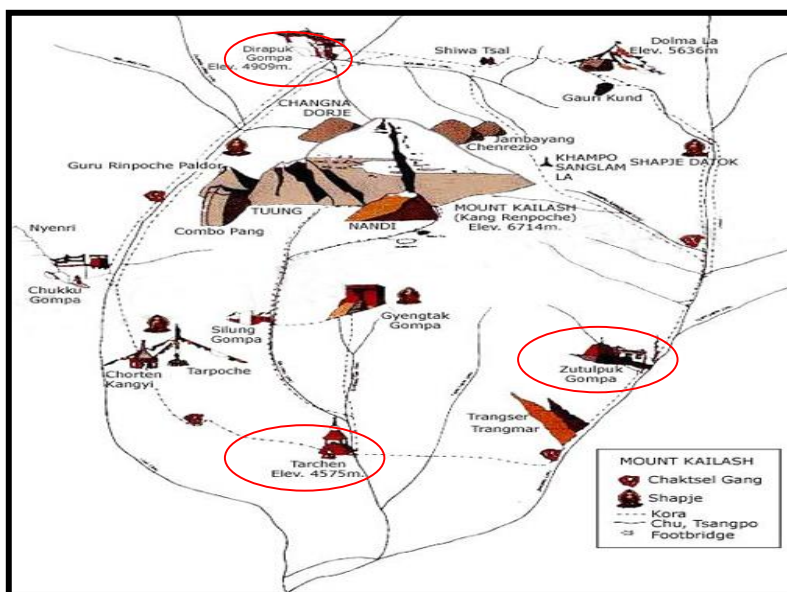 Dirapuk
Gompa
Elev. 4909m.
Shiwa Tsal
Dolma La
Elev. 5636m
Gauri Kund
CHANGNA
DORJE
Jambayang
Chenrezio
KHAMPO
SANGLAM
LA
SHAPJE DATOK
Guru Rinpoche Paldor
TUUNG
Combo Pang
NANDI
MOUNT KAILASH
(Kang Renpoche)
Elev. 6714m.
Nyenri
Chukku
Gompa
Silung
Gompa
Gyengtak
Gompa
Chorten
Kangyi
Tarpoche
Zutulpuk
Gompa
Trangser
Trangmar
Tarchen
Elev. 4575m.
MOUNT KAILASH
Chaktsel Gang
Shapje
Kora
Chu, Tsangpo
Footbridge